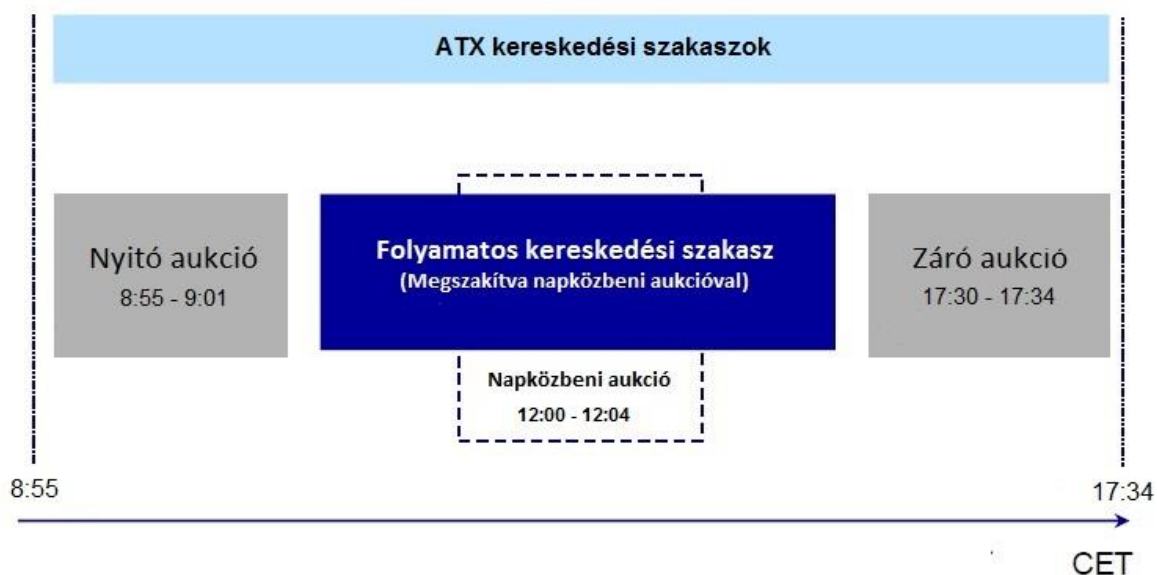 ATX kereskedési szakaszok
Nyitó aukció
8:55 - 9:01
Folyamatos kereskedési szakasz
(Megszakítva napközbeni aukcióval)
Záró aukció
17:30 - 17:34
Napközbeni aukció
12:00 - 12:04
8:55
17:34
CET